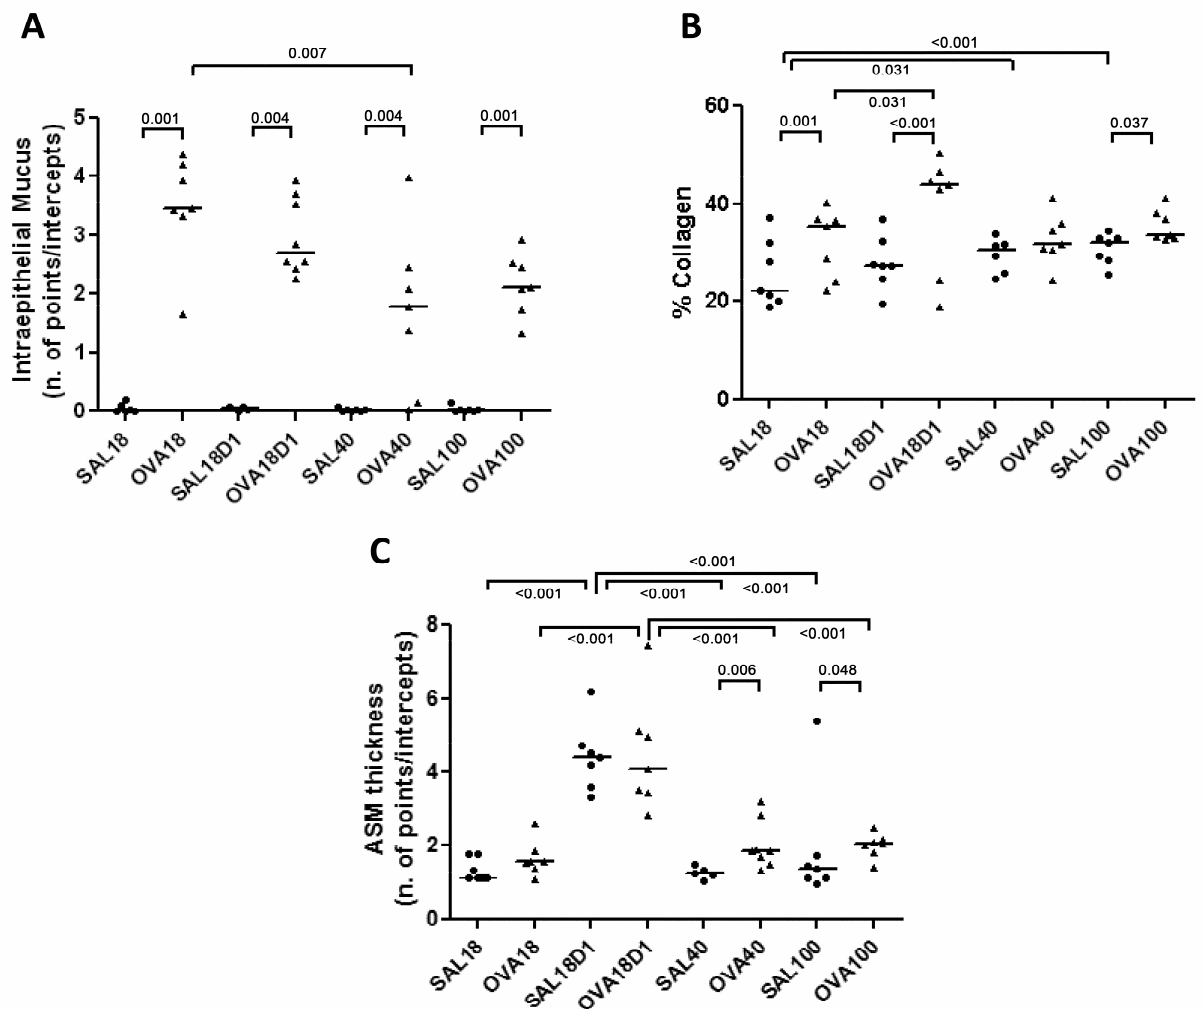 A
0.007
0.001
0.004
0.004
0.001
Intraepithelial Mucus
(n. of points/intercepts)
5
4
3
2
1
0
SAL18
OVA18
SAL18D1
OVA18D1
SAL40
OVA40
SAL100
OVA100
B
<0.001
0.031
0.031
0.001
<0.001
0.037
% Collagen
60
40
20
0
SAL18
OVA18
SAL18D1
OVA18D1
SAL40
OVA40
SAL100
OVA100
C
<0.001
<0.001
<0.001
<0.001
<0.001
<0.001
<0.001
0.006
0.048
ASM thickness
(n. of points/intercepts)
8
6
4
2
0
SAL18
OVA18
SAL18D1
OVA18D1
SAL40
OVA40
SAL100
OVA100